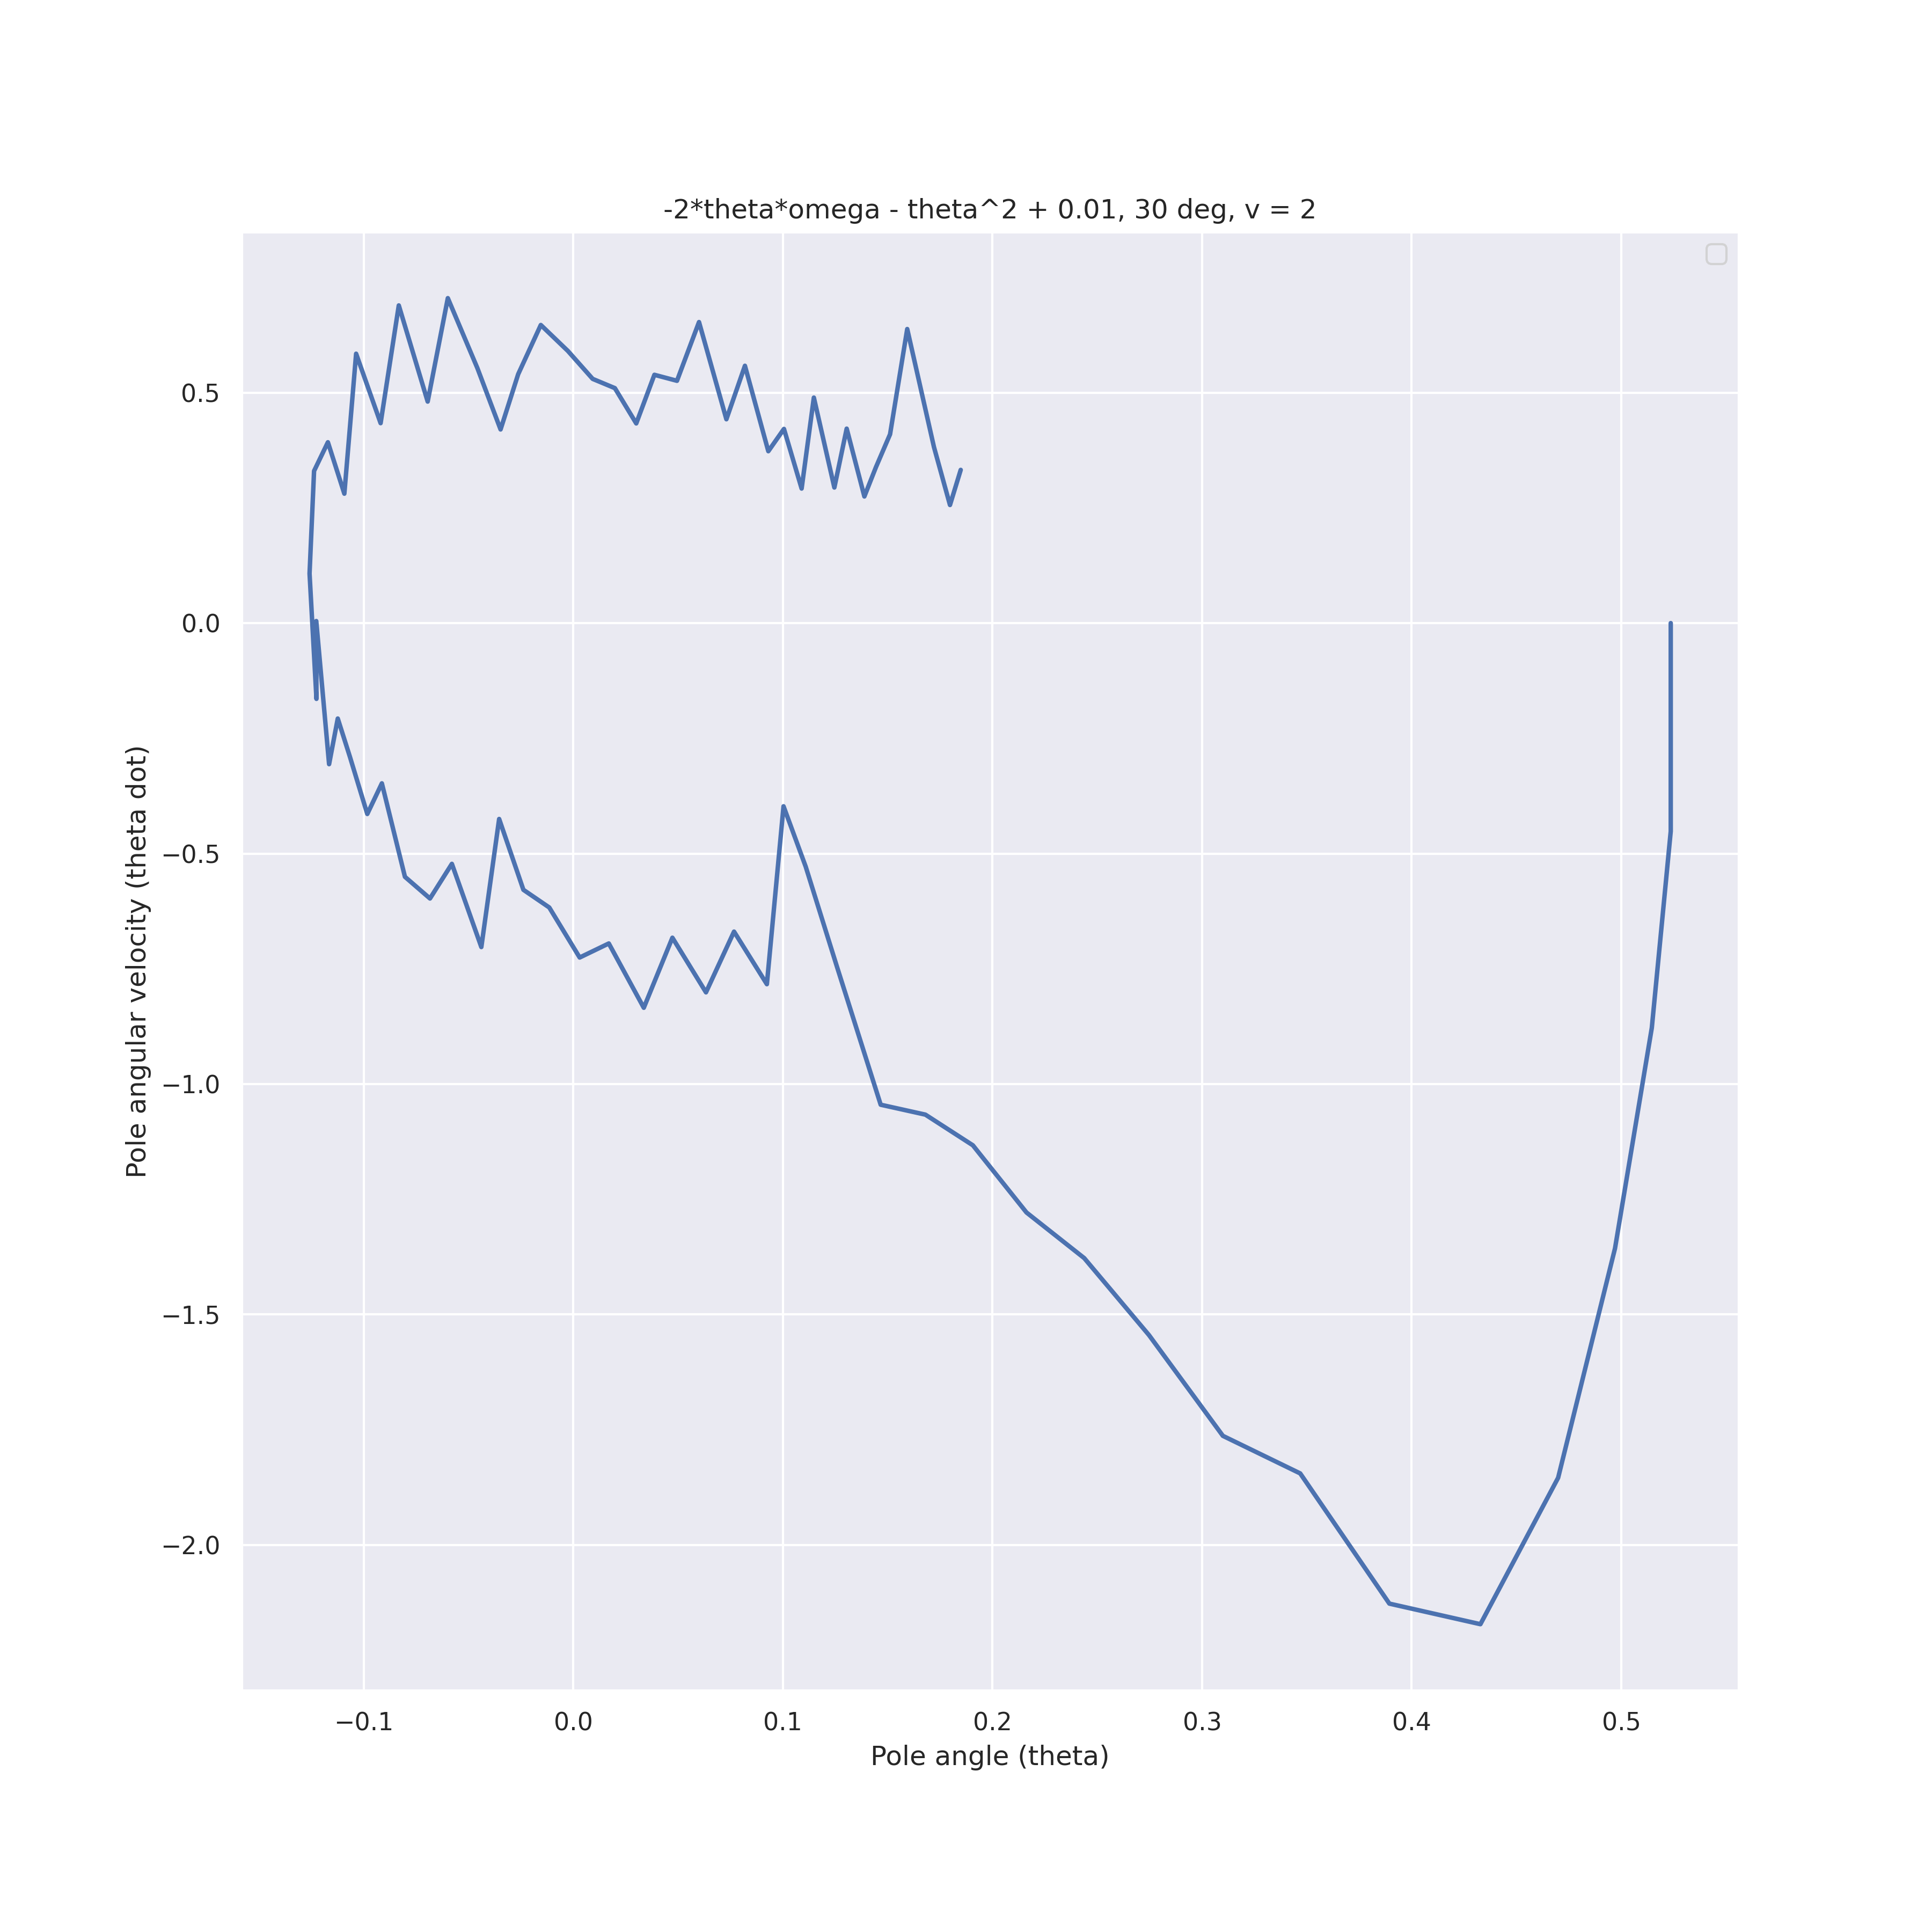 -2*theta*omega - theta^2 + 0.01, 30 deg, v = 2
Pole angular velocity (theta dot)
0.5
0.0
−0.5
−1.0
−1.5
−2.0
−0.1 0.0 0.1 0.2 0.3 0.4 0.5
Pole angle (theta)